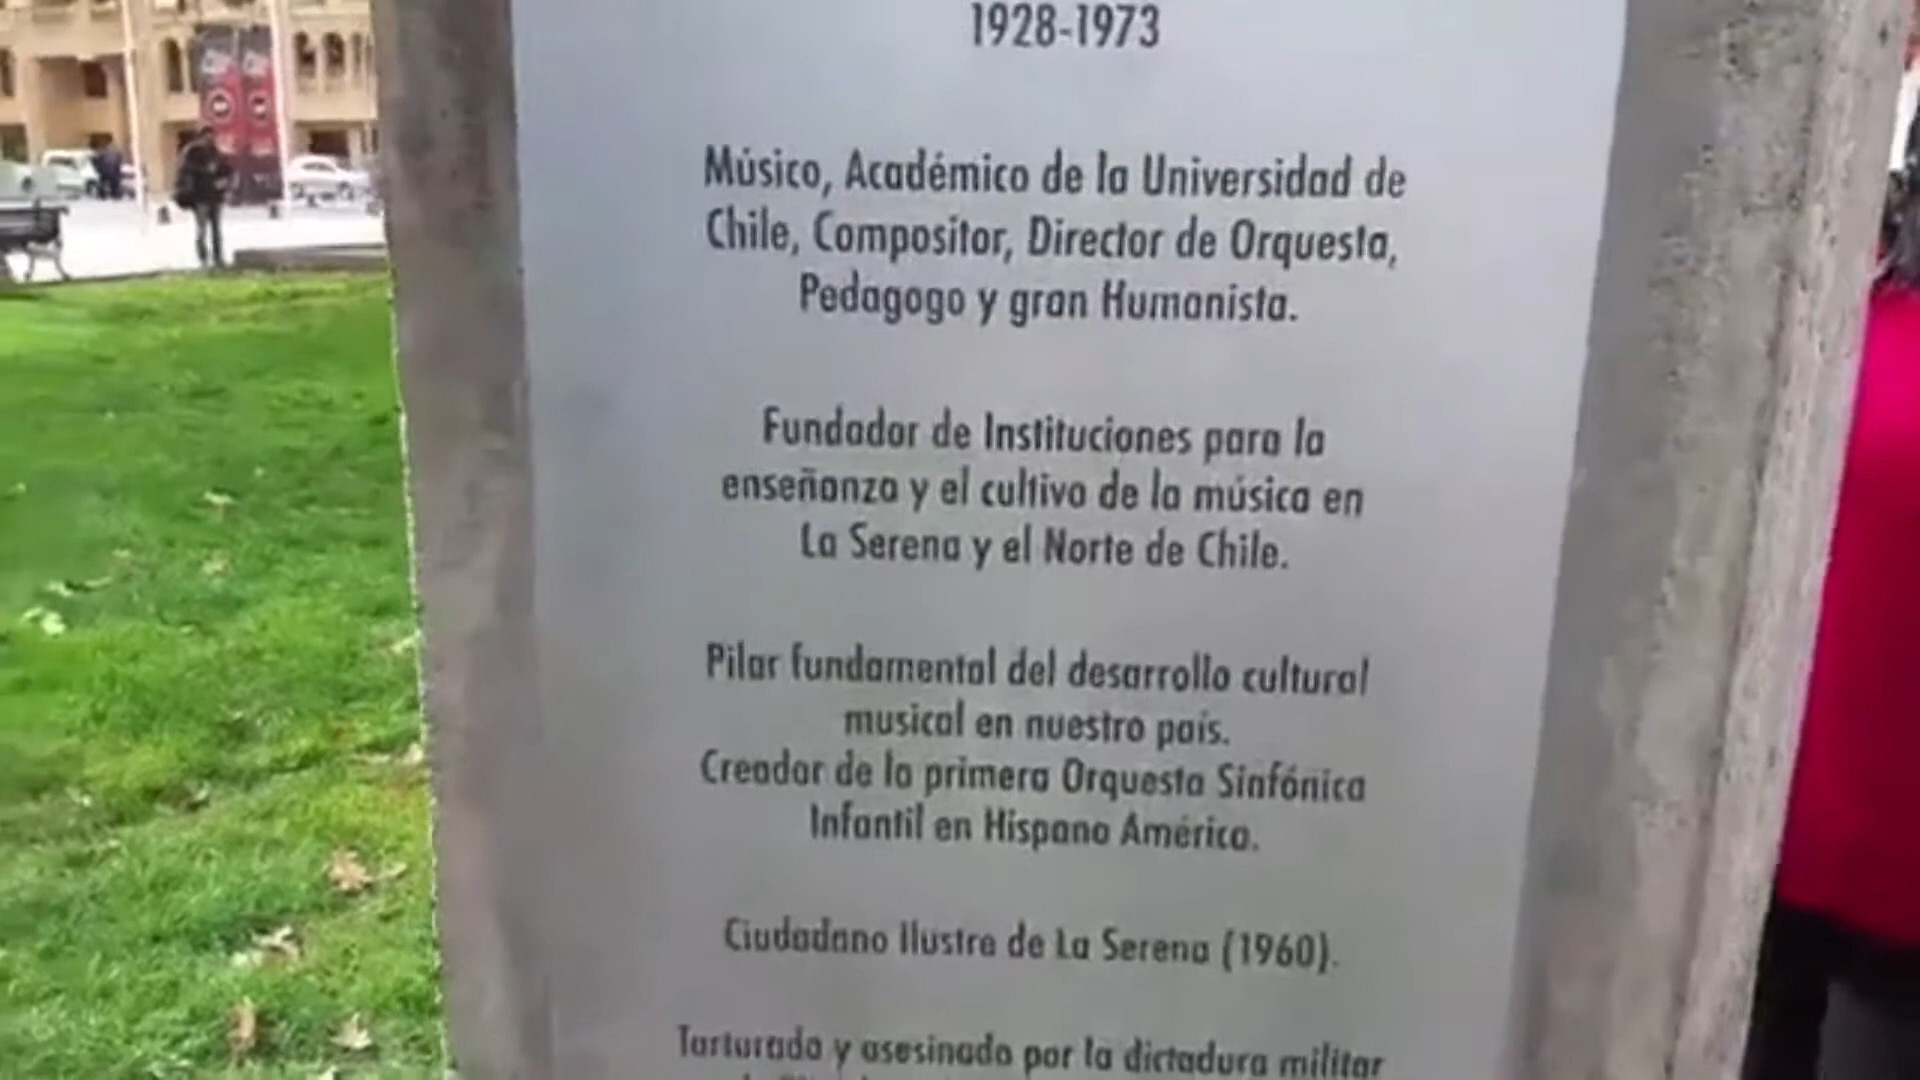 1928-1973
Músico, Académico de la Universidad de
Chile, Compositor, Director de Orquesta,
Pedagogo y gran Humanista.
Fundador de Instituciones para la
enseñanza y el cultivo de la música en
La Serena y el Norte de Chile.
Pilar fundamental del desarrollo cultural
musical en nuestro país.
Creador de la primera Orquesta Sinfónica
Infantil en Hispano América.
Ciudadano Ilustre de La Serena (1960).
Torturado y asesinado por la dictadura militar